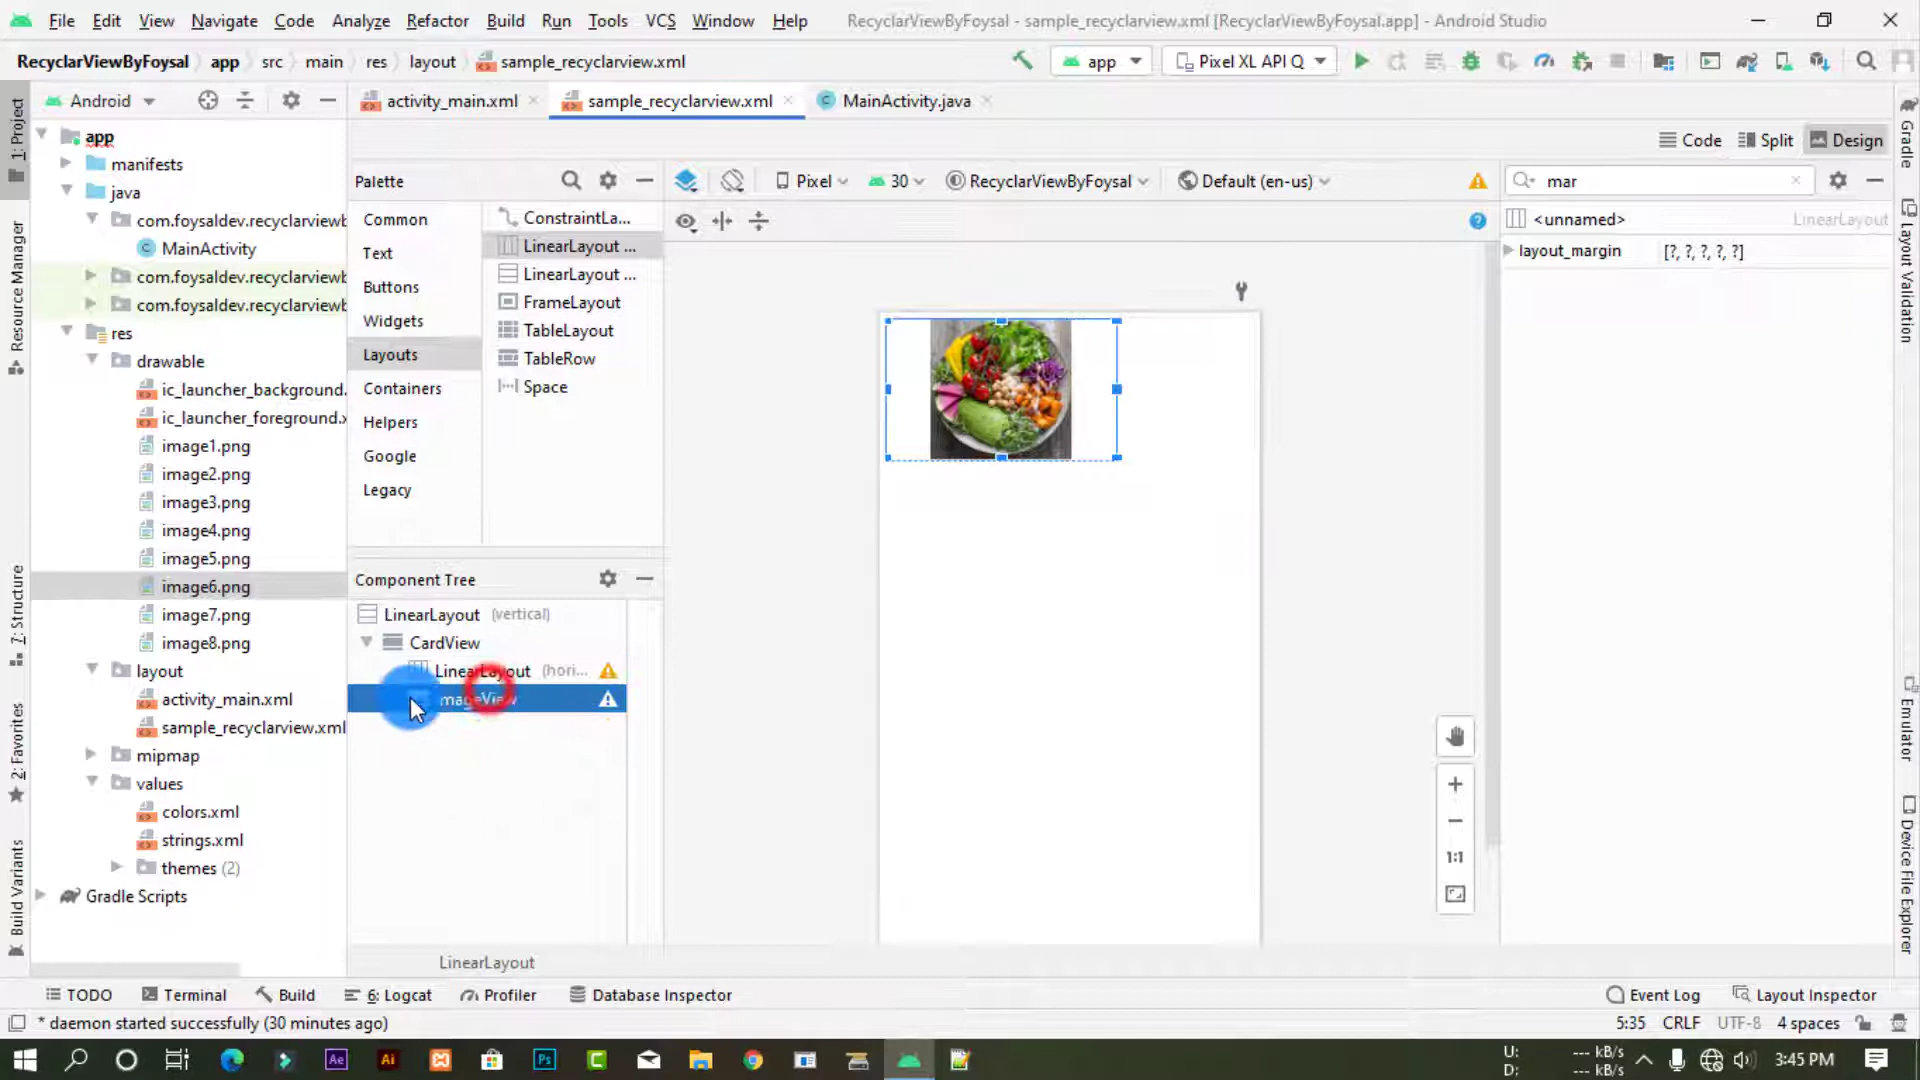 File Edit View Navigate Code Analyze Refactor Build Run Tools VCS Window Help RecyclarViewByFoysal - sample_recyclarview.xml [RecyclarViewByFoysal.app] - Android Studio
RecyclarViewByFoysal app src main res layout sample_recyclarview.xml app Pixel XL API Q
Android activity_main.xml sample_recyclarview.xml MainActivity.java
Code Split Design
1: Project
Resource Manager
7: Structure
2: Favorites
Build Variants
app
manifests
java
com.foysaldev.recyclarviewb
MainActivity
com.foysaldev.recyclarviewb
com.foysaldev.recyclarviewb
res
drawable
ic_launcher_background.
ic_launcher_foreground.x
image1.png
image2.png
image3.png
image4.png
image5.png
image6.png
image7.png
image8.png
layout
activity_main.xml
sample_recyclarview.xml
mipmap
values
colors.xml
strings.xml
themes (2)
Gradle Scripts
Palette
Common
Text
Buttons
Widgets
Layouts
Containers
Helpers
Google
Legacy
ConstraintLa...
LinearLayout ...
LinearLayout ...
FrameLayout
TableLayout
TableRow
Space
Component Tree
LinearLayout (vertical)
CardView
LinearLayout (hori...
LinearLayout
Pixel 30 RecyclarViewByFoysal Default (en-us)
1:1
mar
<unnamed> LinearLayout
layout_margin [?, ?, ?, ?, ?]
Gradle
Layout Validation
Emulator
Device File Explorer
TODO Terminal Build 6: Logcat Profiler Database Inspector Event Log Layout Inspector
* daemon started successfully (30 minutes ago) 5:35 CRLF UTF-8 4 spaces
Ae Ai Ps C
U: --- kB/s
D: --- kB/s
3:45 PM